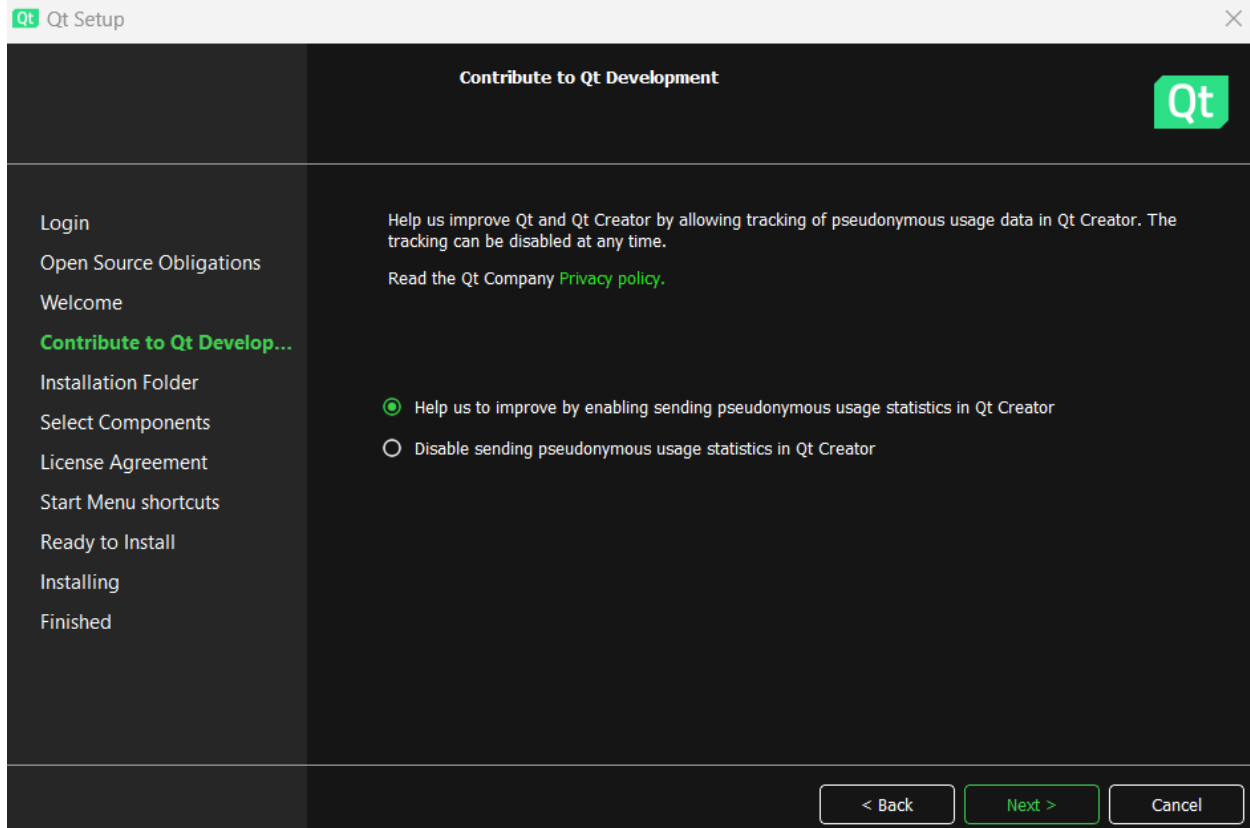 Qt Qt Setup
Contribute to Qt Development
Qt
Login
Open Source Obligations
Welcome
Contribute to Qt Develop...
Installation Folder
Select Components
License Agreement
Start Menu shortcuts
Ready to Install
Installing
Finished
Help us improve Qt and Qt Creator by allowing tracking of pseudonymous usage data in Qt Creator. The
tracking can be disabled at any time.
Read the Qt Company Privacy policy.
Help us to improve by enabling sending pseudonymous usage statistics in Qt Creator
Disable sending pseudonymous usage statistics in Qt Creator
< Back
Next >
Cancel